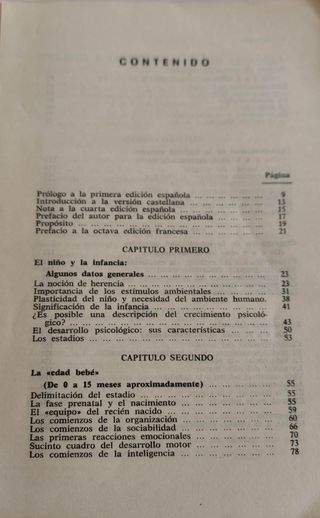 CONTENIDO
Página
Prólogo a la primera edición española ... ... ... ... ... ... 9
Introducción a la versión castellana ... ... ... ... ... ... 13
Nota a la cuarta edición española ... ... ... ... ... ... ... 15
Prefacio del autor para la edición española ... ... ... ... 17
Propósito ... ... ... ... ... ... ... ... ... ... ... ... 19
Prefacio a la octava edición francesa ... ... ... ... ... ... 21
CAPITULO PRIMERO
El niño y la infancia:
Algunos datos generales ... ... ... ... ... ... ... ... 23
La noción de herencia ... ... ... ... ... ... ... ... ... 23
Importancia de los estímulos ambientales ... ... ... ... ... 31
Plasticidad del niño y necesidad del ambiente humano. 38
Significación de la infancia ... ... ... ... ... ... ... ... 41
¿Es posible una descripción del crecimiento psicoló-
gico? ... ... ... ... ... ... ... ... ... ... ... ... 43
El desarrollo psicológico: sus características ... ... ... ... 50
Los estadios ... ... ... ... ... ... ... ... ... ... ... 53
CAPITULO SEGUNDO
La «edad bebé»
(De 0 a 15 meses aproximadamente) ... ... ... ... ... 55
Delimitación del estadio ... ... ... ... ... ... ... ... ... 55
La fase prenatal y el nacimiento ... ... ... ... ... ... ... 55
El «equipo» del recién nacido ... ... ... ... ... ... ... 59
Los comienzos de la organización ... ... ... ... ... ... ... 60
Los comienzos de la sociabilidad ... ... ... ... ... ... ... 66
Las primeras reacciones emocionales ... ... ... ... ... ... 70
Sucinto cuadro del desarrollo motor ... ... ... ... ... ... 73
Los comienzos de la inteligencia ... ... ... ... ... ... ... 78